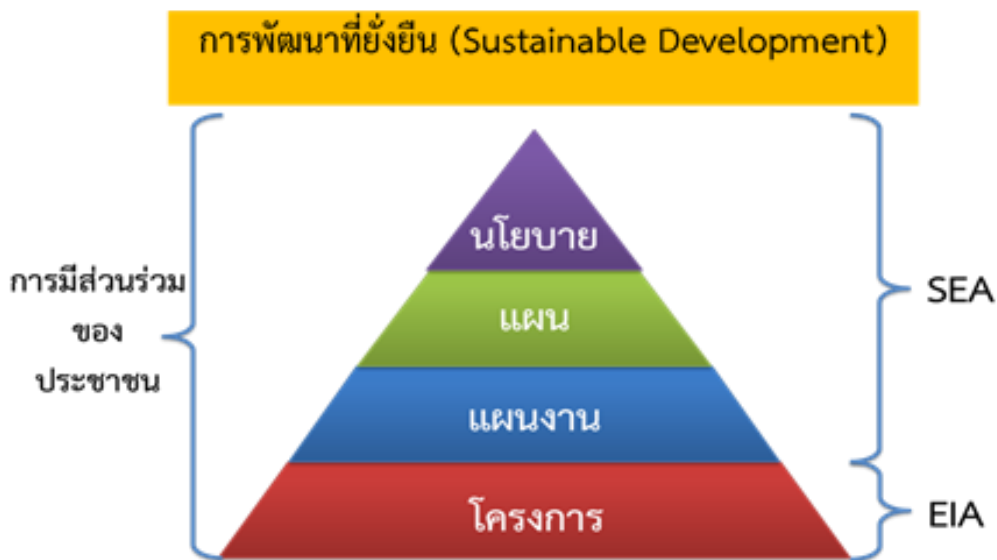 การพัฒนาที่ยั่งยืน (Sustainable Development)
นโยบาย
แผน
แผนงาน
โครงการ
การมีส่วนร่วม
ของ
ประชาชน
SEA
EIA